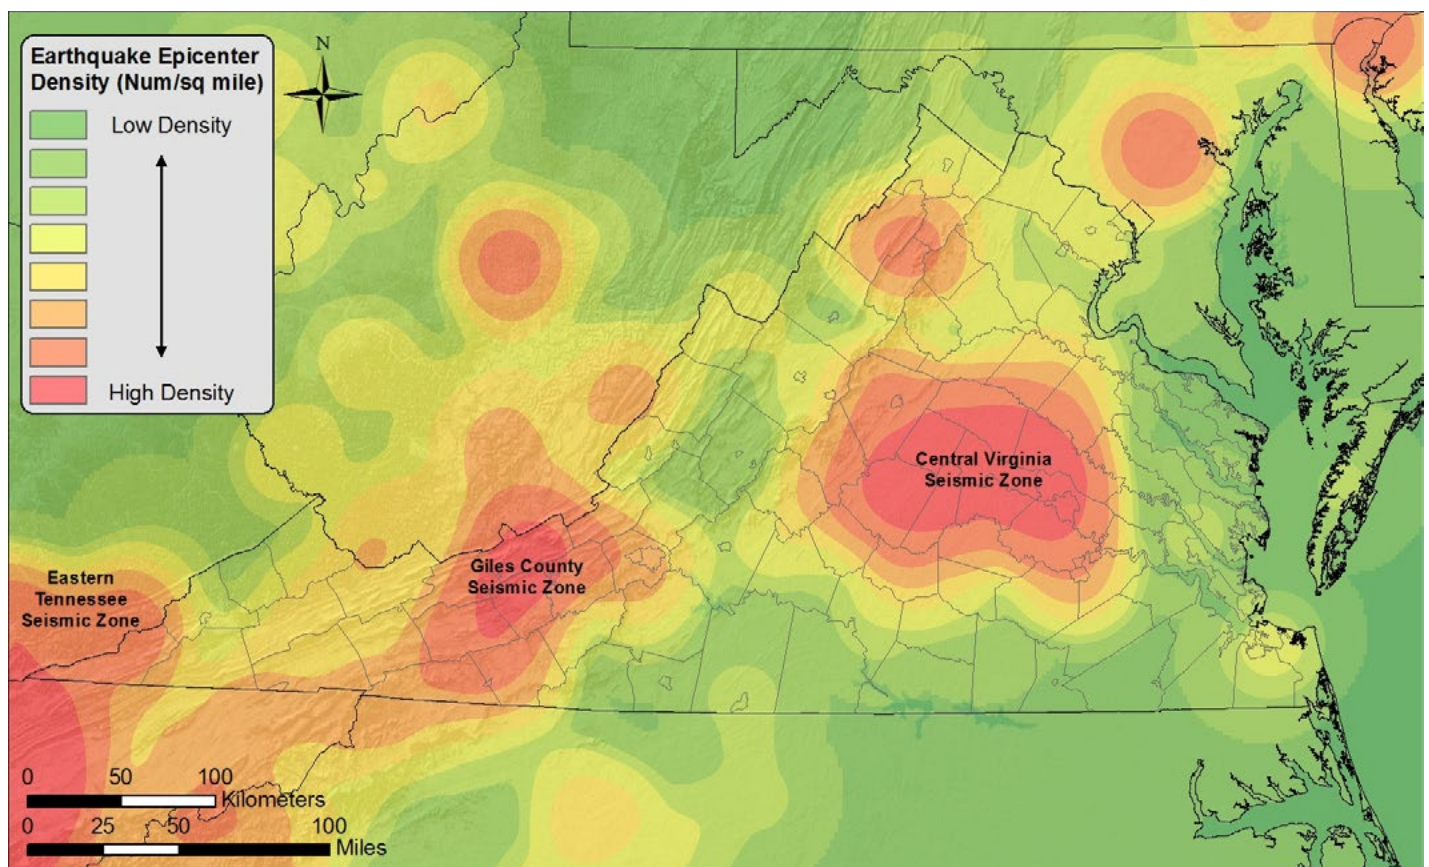 Earthquake Epicenter
Density (Num/sq mile)
Low Density
High Density
N
Central Virginia
Seismic Zone
Giles County
Seismic Zone
Eastern
Tennessee
Seismic Zone
0 50 100
Kilometers
0 25 50 100
Miles